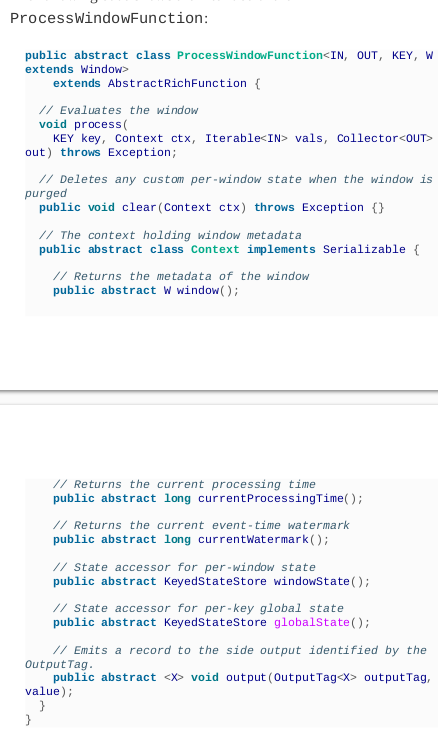 ProcessWindowFunction:
public abstract class ProcessWindowFunction<IN, OUT, KEY, W
extends Window>
    extends AbstractRichFunction {
  // Evaluates the window
  void process(
    KEY key, Context ctx, Iterable<IN> vals, Collector<OUT>
out) throws Exception;
  // Deletes any custom per-window state when the window is
purged
  public void clear(Context ctx) throws Exception {}
  // The context holding window metadata
  public abstract class Context implements Serializable {
    // Returns the metadata of the window
    public abstract W window();
    // Returns the current processing time
    public abstract long currentProcessingTime();
    // Returns the current event-time watermark
    public abstract long currentWatermark();
    // State accessor for per-window state
    public abstract KeyedStateStore windowState();
    // State accessor for per-key global state
    public abstract KeyedStateStore globalState();
    // Emits a record to the side output identified by the
OutputTag.
    public abstract <X> void output(OutputTag<X> outputTag,
value);
  }
}